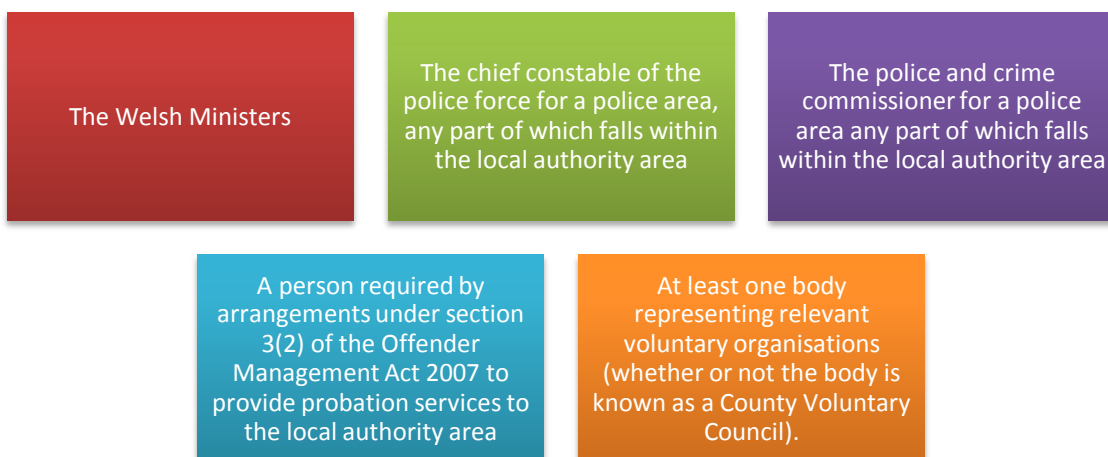 The Welsh Ministers
The chief constable of the
police force for a police area,
any part of which falls within
the local authority area
The police and crime
commissioner for a police
area any part of which falls
within the local authority area
A person required by
arrangements under section
3(2) of the Offender
Management Act 2007 to
provide probation services to
the local authority area
At least one body
representing relevant
voluntary organisations
(whether or not the body is
known as a County Voluntary
Council).